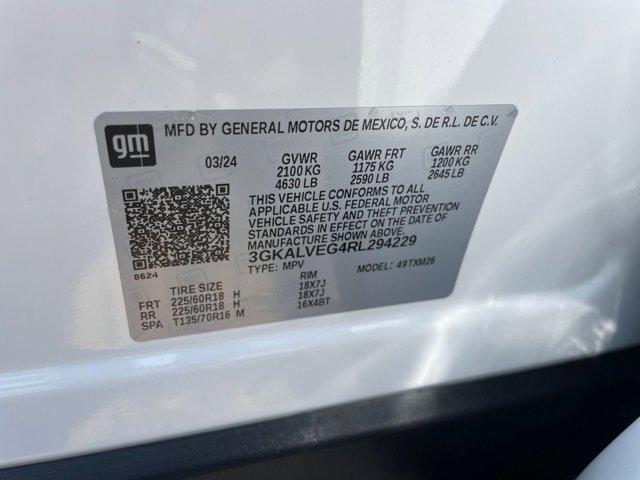 gm
MFD BY GENERAL MOTORS DE MEXICO, S. DE R.L. DE C.V.
03/24 GVWR GAWR FRT GAWR RR
2100 KG 1175 KG 1200 KG
4630 LB 2590 LB 2645 LB
THIS VEHICLE CONFORMS TO ALL
APPLICABLE U.S. FEDERAL MOTOR
VEHICLE SAFETY AND THEFT PREVENTION
STANDARDS IN EFFECT ON THE DATE OF
MANUFACTURE SHOWN ABOVE.
3GKALVEG4RL294229
8624
TYPE: MPV MODEL: 49TXM26
TIRE SIZE RIM
FRT 225/60R18 H 18X7J
RR 225/60R18 H 18X7J
SPA T135/70R16 M 16X4BT